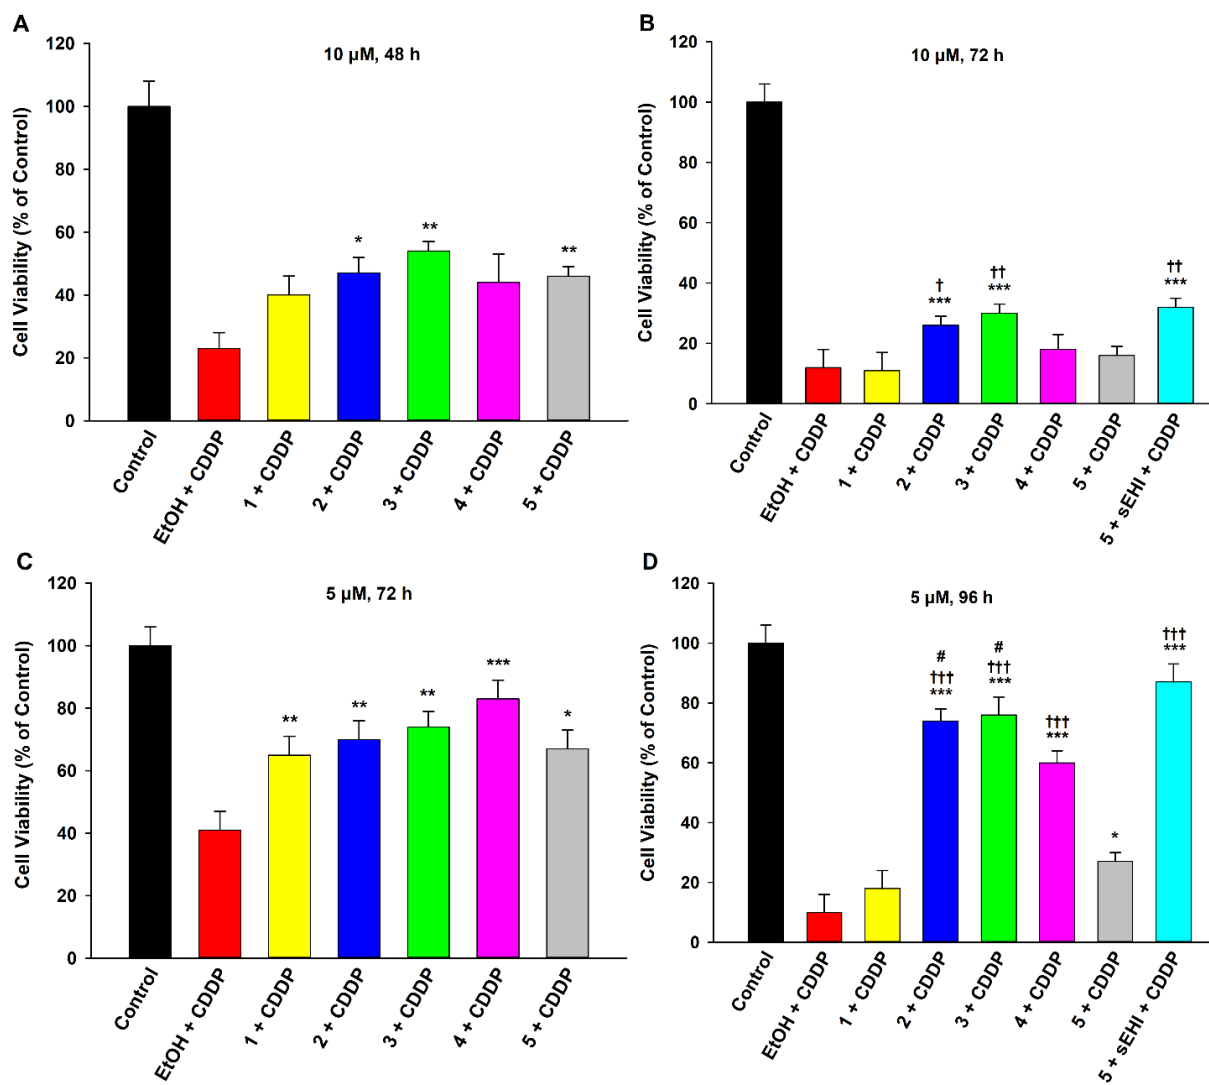 A
10 µM, 48 h
Cell Viability (% of Control)
120
100
80
60
40
20
0
*
**
**
Control
EtOH + CDDP
1 + CDDP
2 + CDDP
3 + CDDP
4 + CDDP
5 + CDDP
B
10 µM, 72 h
Cell Viability (% of Control)
120
100
80
60
40
20
0
†
***
††
***
††
***
Control
EtOH + CDDP
1 + CDDP
2 + CDDP
3 + CDDP
4 + CDDP
5 + CDDP
5 + sEHI + CDDP
C
5 µM, 72 h
Cell Viability (% of Control)
120
100
80
60
40
20
0
**
**
**
***
*
Control
EtOH + CDDP
1 + CDDP
2 + CDDP
3 + CDDP
4 + CDDP
5 + CDDP
D
5 µM, 96 h
Cell Viability (% of Control)
120
100
80
60
40
20
0
#
†††
***
#
†††
***
†††
***
*
†††
***
Control
EtOH + CDDP
1 + CDDP
2 + CDDP
3 + CDDP
4 + CDDP
5 + CDDP
5 + sEHI + CDDP